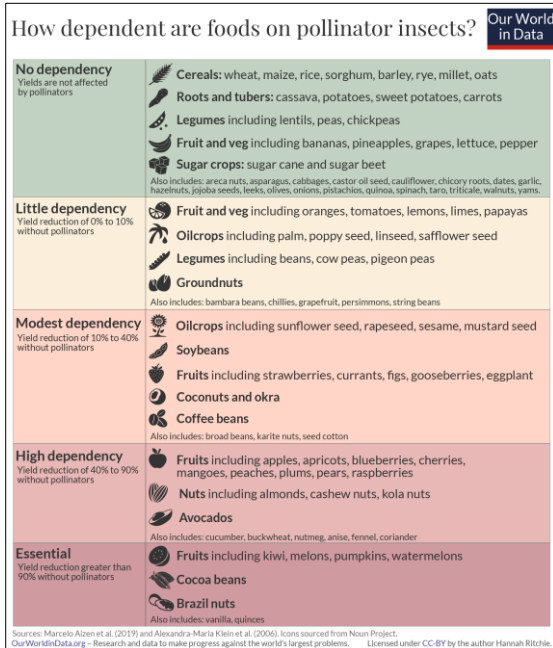 How dependent are foods on pollinator insects?
Our World
in Data
No dependency
Yields are not affected
by pollinators
Cereals: wheat, maize, rice, sorghum, barley, rye, millet, oats
Roots and tubers: cassava, potatoes, sweet potatoes, carrots
Legumes including lentils, peas, chickpeas
Fruit and veg including bananas, pineapples, grapes, lettuce, pepper
Sugar crops: sugar cane and sugar beet
Also includes: areca nuts, asparagus, cabbages, castor oil seed, cauliflower, chicory roots, dates, garlic,
hazelnuts, jojoba seeds, leeks, olives, onions, pistachios, quinoa, spinach, taro, triticale, walnuts, yams.
Little dependency
Yield reduction of 0% to 10%
without pollinators
Fruit and veg including oranges, tomatoes, lemons, limes, papayas
Oilcrops including palm, poppy seed, linseed, safflower seed
Legumes including beans, cow peas, pigeon peas
Groundnuts
Also includes: bambara beans, chillies, grapefruit, persimmons, string beans
Modest dependency
Yield reduction of 10% to 40%
without pollinators
Oilcrops including sunflower seed, rapeseed, sesame, mustard seed
Soybeans
Fruits including strawberries, currants, figs, gooseberries, eggplant
Coconuts and okra
Coffee beans
Also includes: broad beans, karite nuts, seed cotton
High dependency
Yield reduction of 40% to 90%
without pollinators
Fruits including apples, apricots, blueberries, cherries,
mangoes, peaches, plums, pears, raspberries
Nuts including almonds, cashew nuts, kola nuts
Avocados
Also includes: cucumber, buckwheat, nutmeg, anise, fennel, coriander
Essential
Yield reduction greater than
90% without pollinators
Fruits including kiwi, melons, pumpkins, watermelons
Cocoa beans
Brazil nuts
Also includes: vanilla, quinces
Sources: Marcelo Aizen et al. (2019) and Alexandra-Maria Klein et al. (2006). Icons sourced from Noun Project.
OurWorldinData.org – Research and data to make progress against the world's largest problems. Licensed under CC-BY by the author Hannah Ritchie.